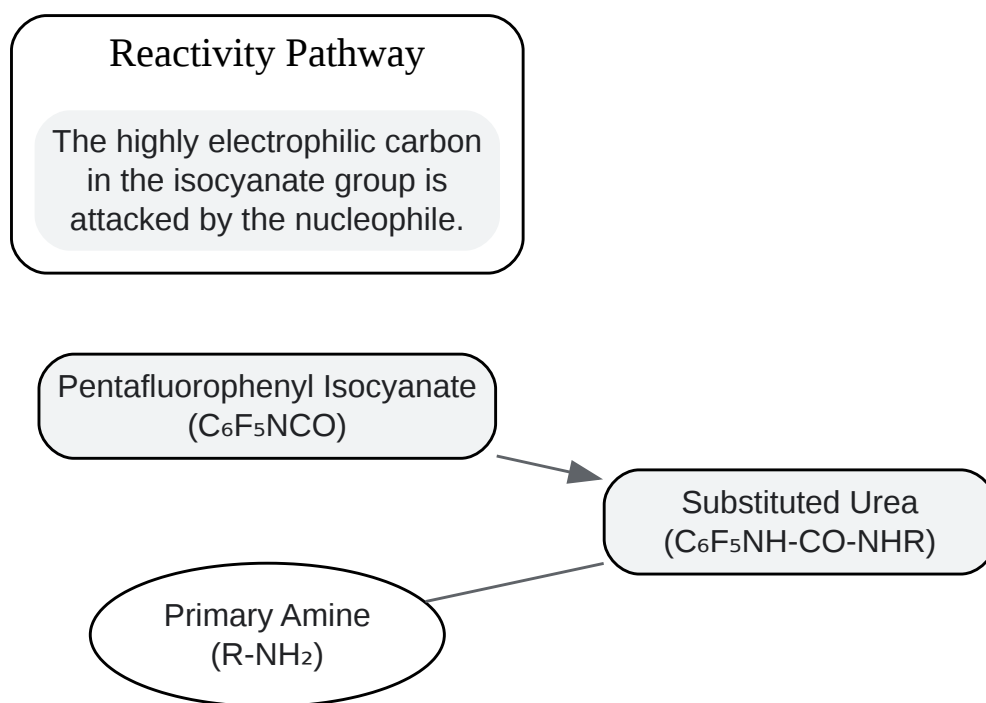 Reactivity Pathway
The highly electrophilic carbon
in the isocyanate group is
attacked by the nucleophile.
Pentafluorophenyl Isocyanate
(C₆F₅NCO)
Substituted Urea
(C₆F₅NH-CO-NHR)
Primary Amine
(R-NH₂)